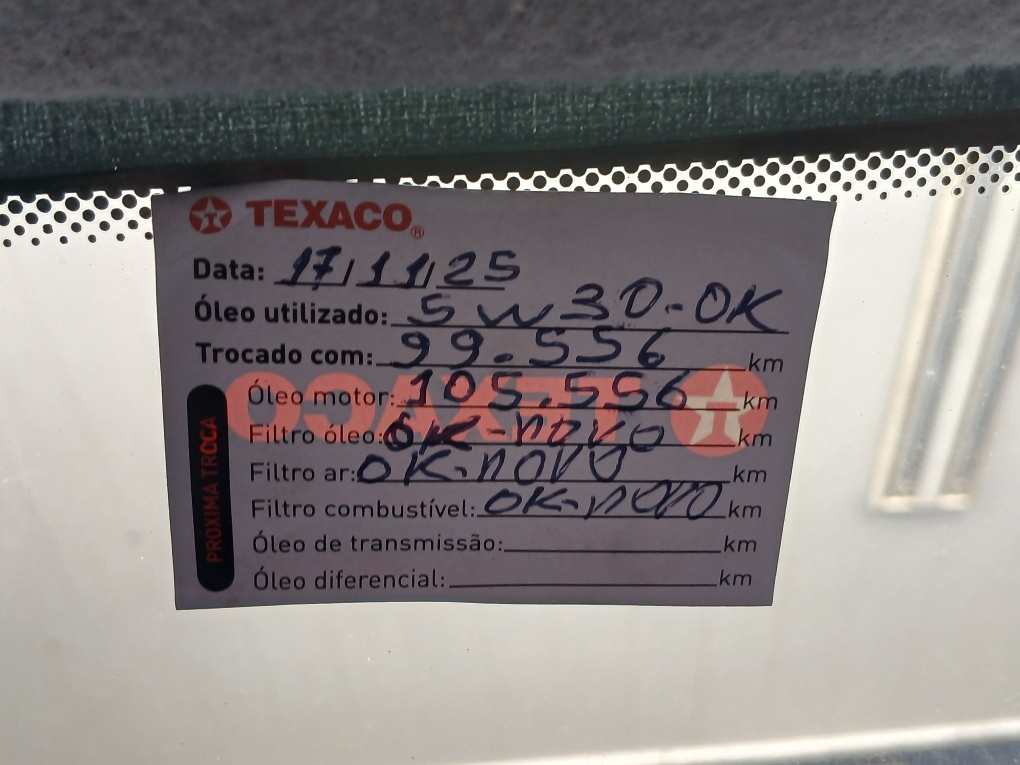 TEXACO®
Data: 17/11/25
Óleo utilizado: 5w30-OK
Trocado com: 99.556 km
PRÓXIMA TROCA
Óleo motor: 105.556 km
Filtro óleo: OK-novo km
Filtro ar: OK-novo km
Filtro combustível: OK-novo km
Óleo de transmissão: km
Óleo diferencial: km
TEXACO